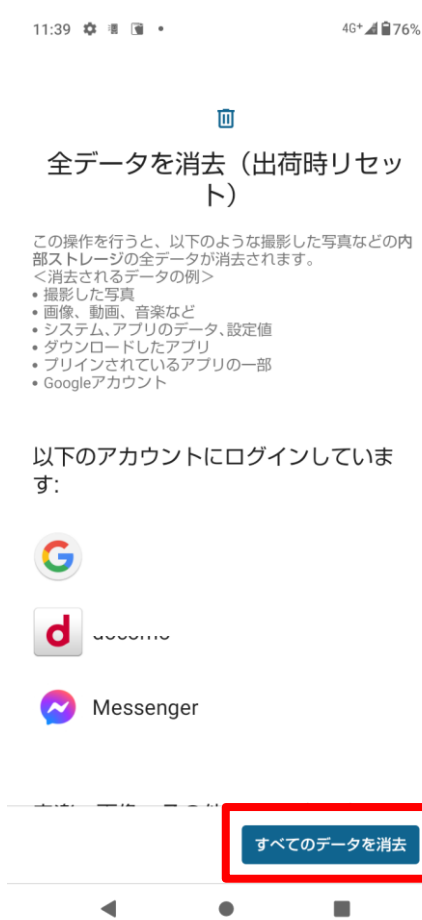 11:39
4G+ 76%
全データを消去（出荷時リセッ
ト）
この操作を行うと、以下のような撮影した写真などの内
部ストレージの全データが消去されます。
＜消去されるデータの例＞
• 撮影した写真
• 画像、動画、音楽など
• システム､アプリのデータ､設定値
• ダウンロードしたアプリ
• プリインされているアプリの一部
• Googleアカウント
以下のアカウントにログインしていま
す:
G
d
Messenger
すべてのデータを消去